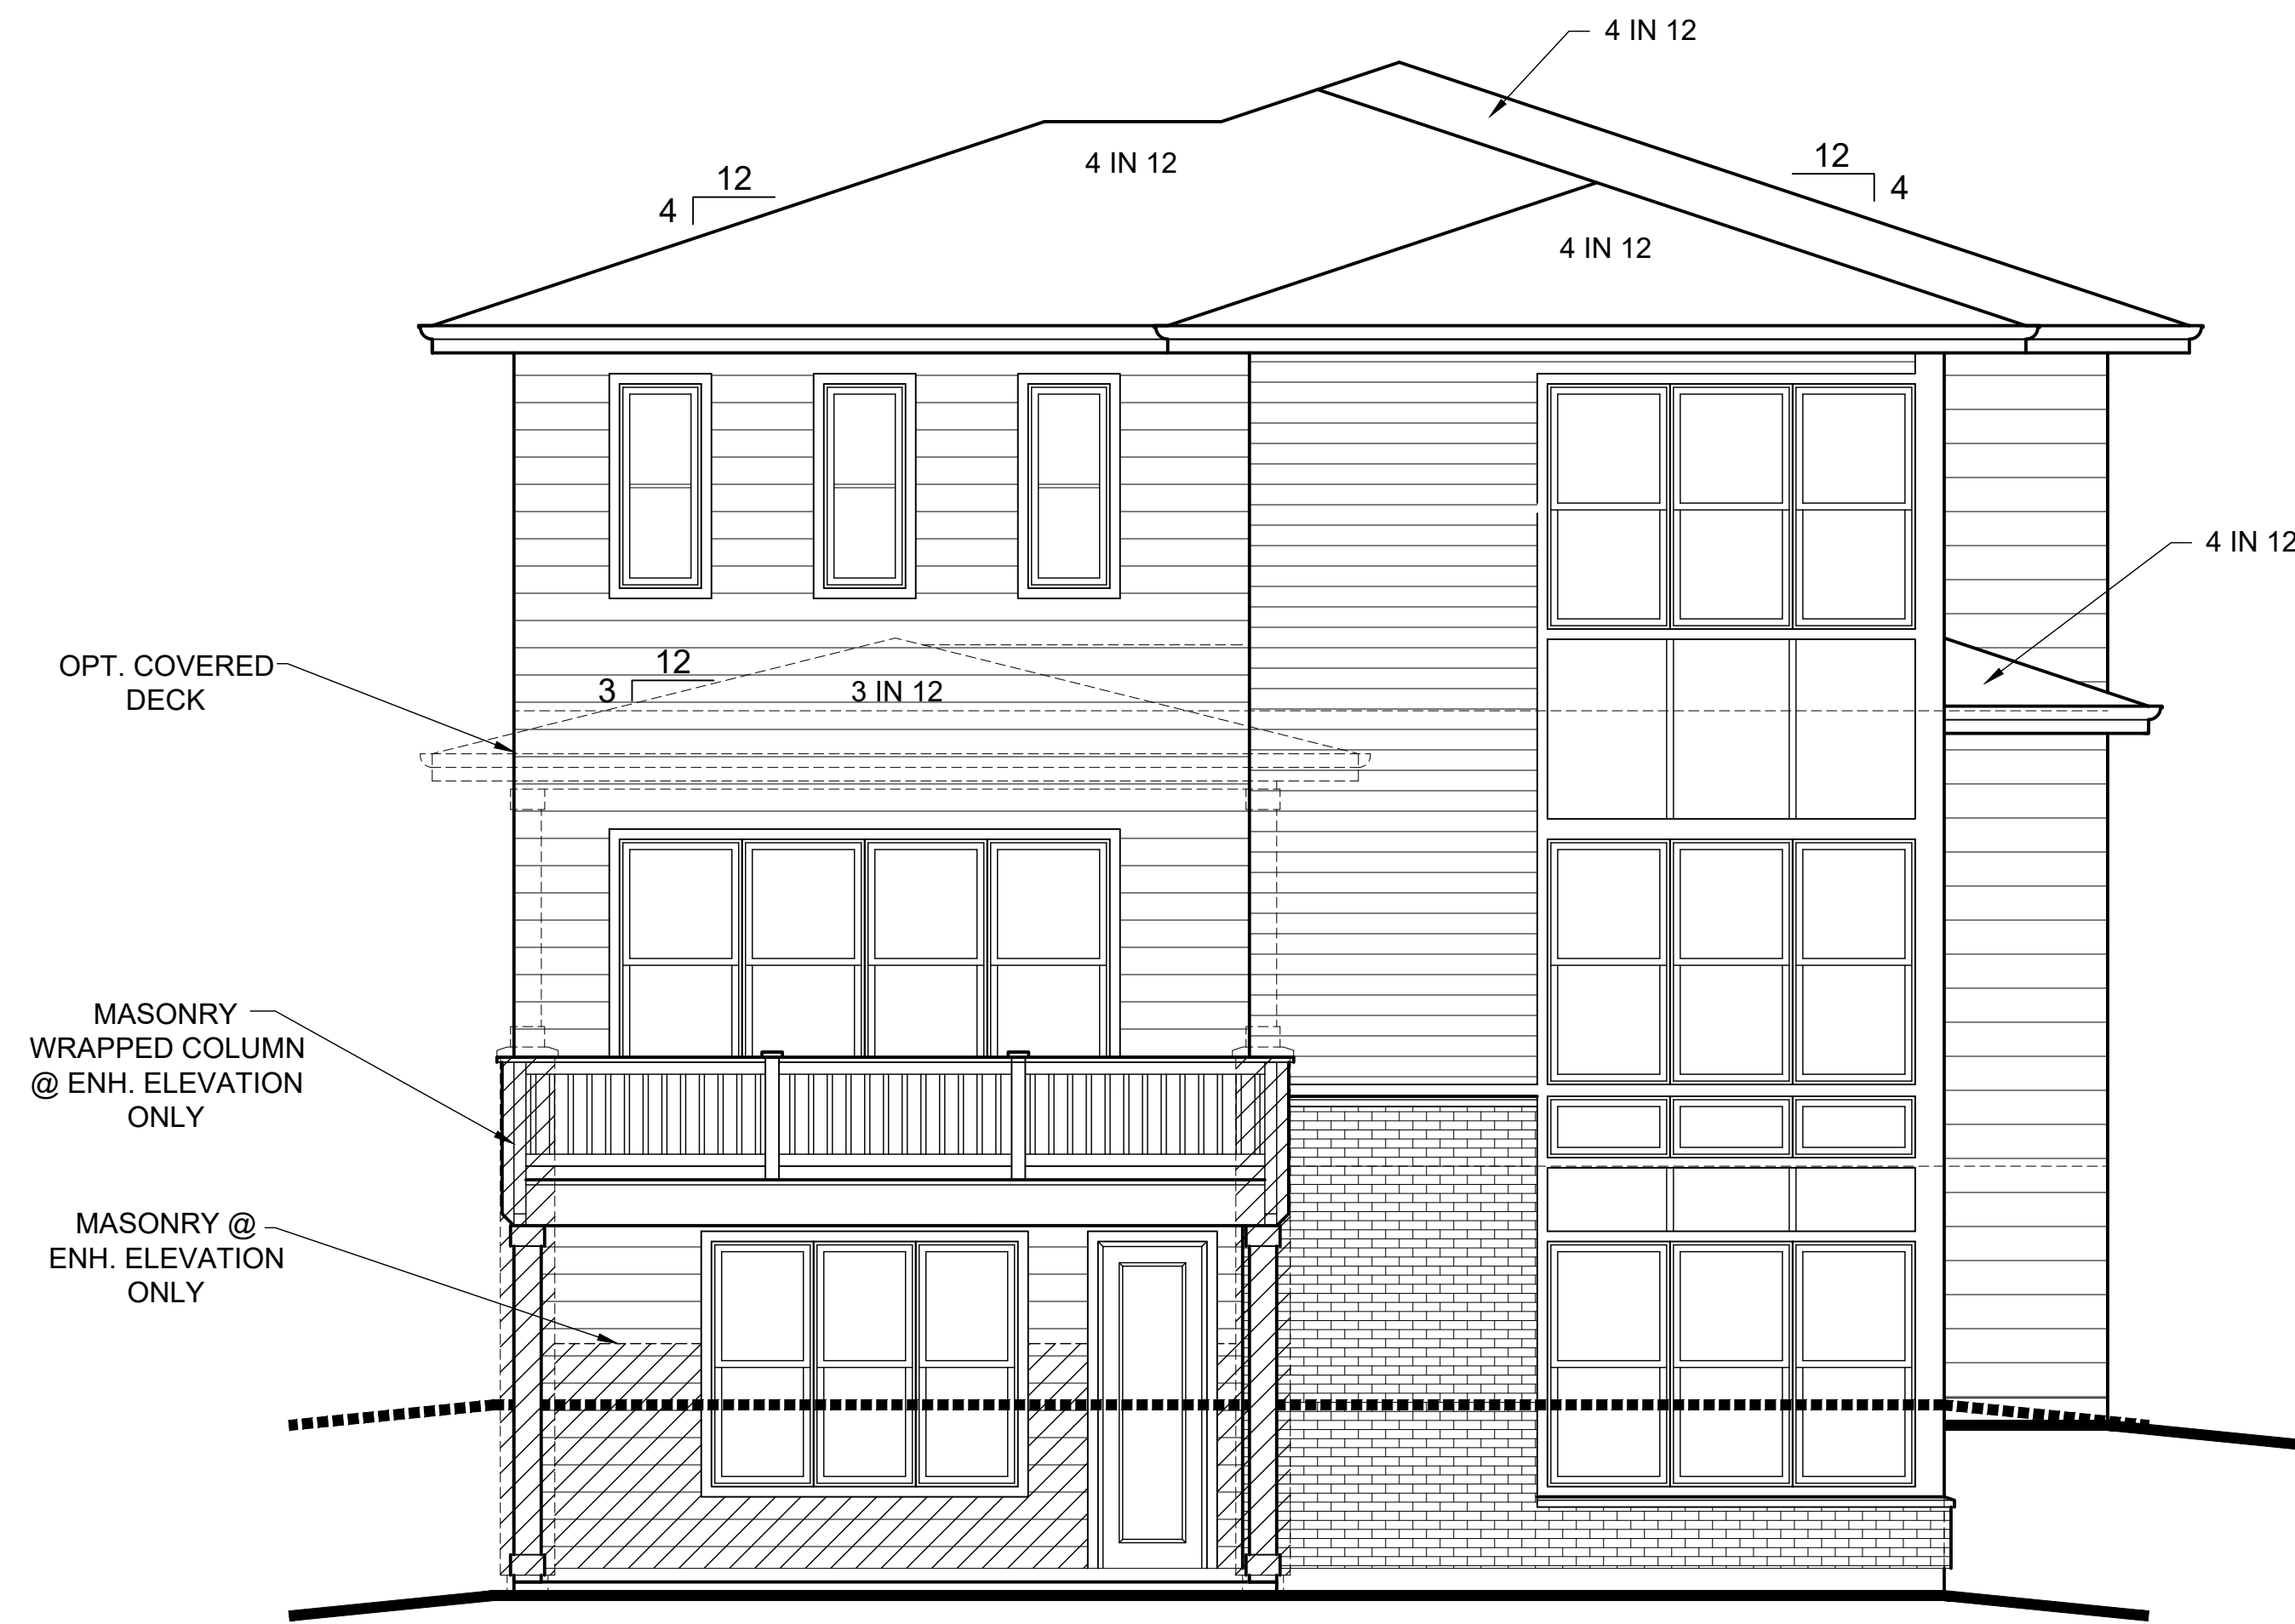 4 IN 12
4 IN 12
12
4
12
4
4 IN 12
4 IN 12
OPT. COVERED
DECK
12
3
3 IN 12
MASONRY
WRAPPED COLUMN
@ ENH. ELEVATION
ONLY
MASONRY @
ENH. ELEVATION
ONLY